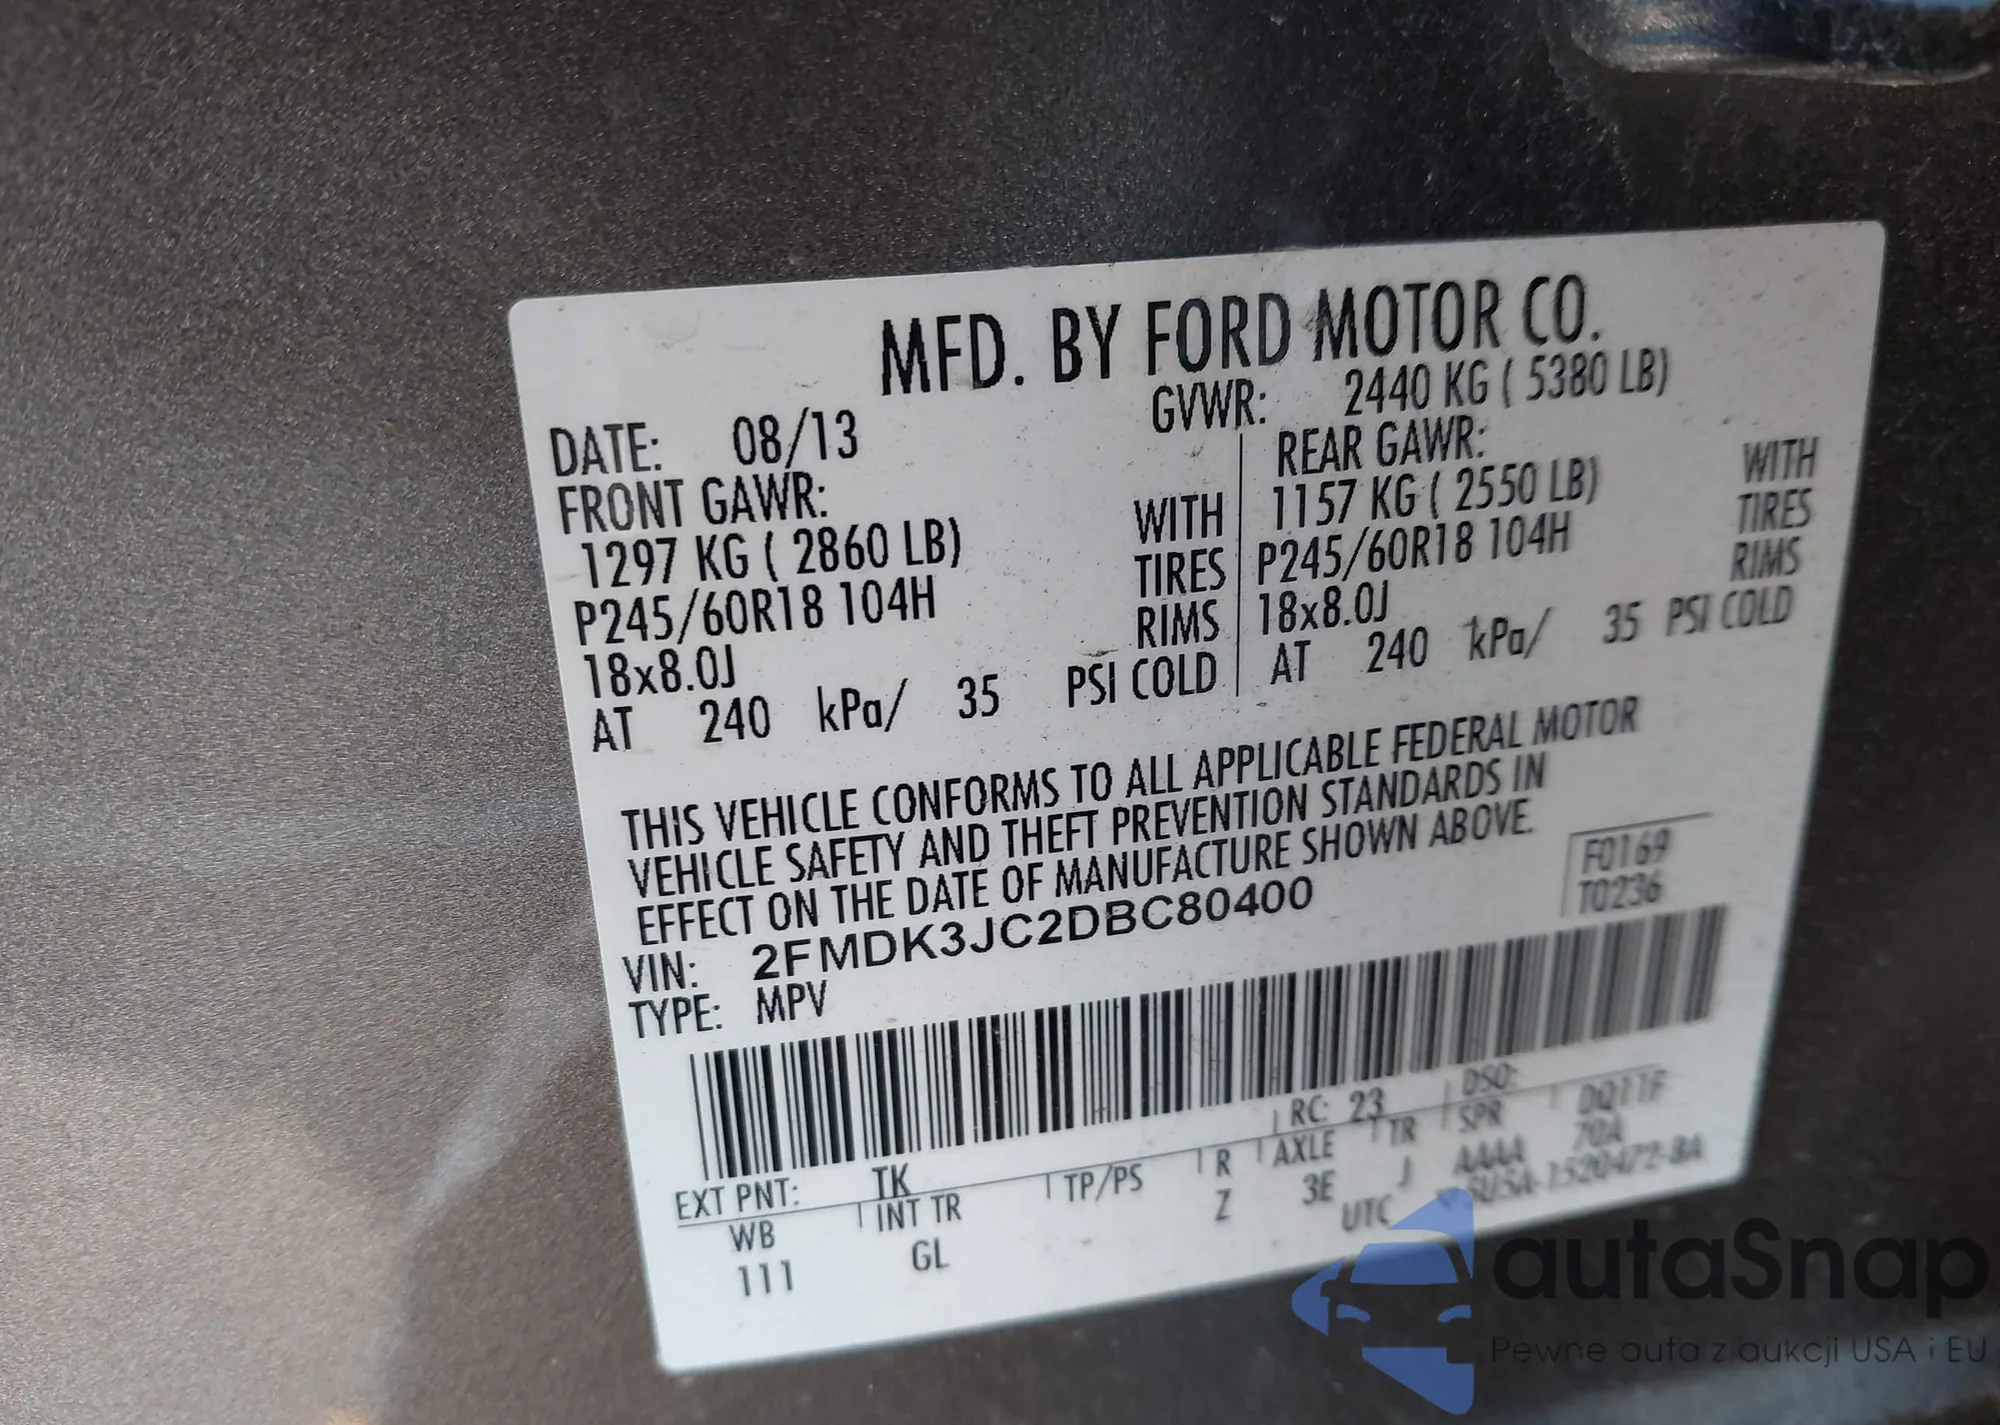 MFD. BY FORD MOTOR CO.
DATE: 08/13 GVWR: 2440 KG ( 5380 LB)
FRONT GAWR: REAR GAWR:
1297 KG ( 2860 LB) WITH 1157 KG ( 2550 LB) WITH
P245/60R18 104H TIRES P245/60R18 104H TIRES
18x8.0J RIMS 18x8.0J RIMS
AT 240 kPa/ 35 PSI COLD AT 240 kPa/ 35 PSI COLD
THIS VEHICLE CONFORMS TO ALL APPLICABLE FEDERAL MOTOR
VEHICLE SAFETY AND THEFT PREVENTION STANDARDS IN
EFFECT ON THE DATE OF MANUFACTURE SHOWN ABOVE.
F0169
T0236
VIN: 2FMDK3JC2DBC80400
TYPE: MPV
EXT PNT: TK RC: 23 DSO:
WB INT TR TP/PS R AXLE TR SPR DQ11F
111 GL Z 3E J AAAA 70A
UTC
autaSnap
Pewne auta z aukcji USA i EU